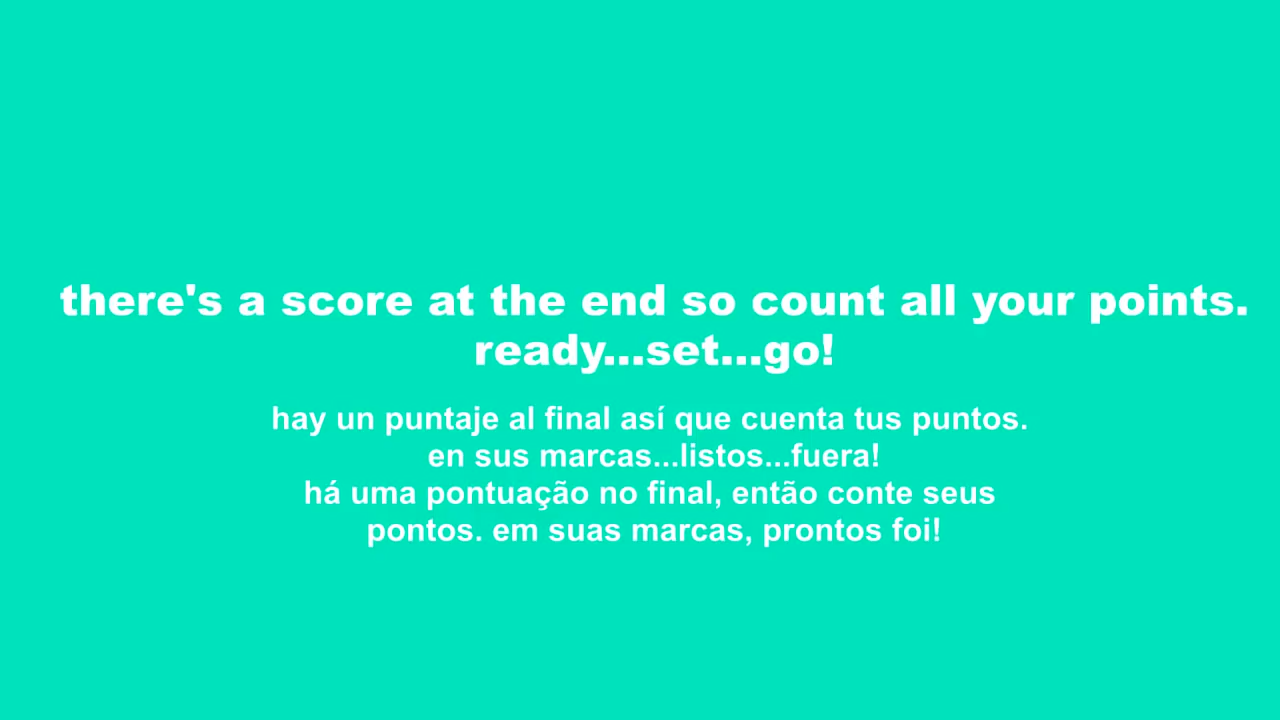 there's a score at the end so count all your points.
ready...set...go!
hay un puntaje al final así que cuenta tus puntos.
en sus marcas...listos...fuera!
há uma pontuação no final, então conte seus
pontos. em suas marcas, prontos foi!